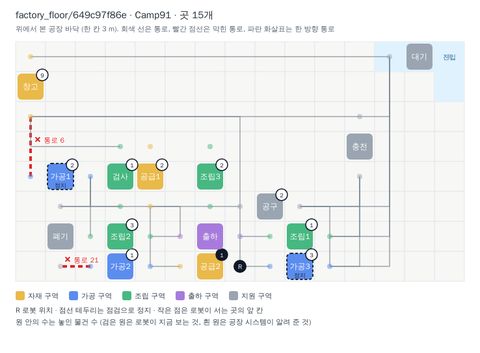 factory_floor/649c97f86e · Camp91 · 곳 15개
위에서 본 공장 바닥 (한 칸 3 m). 회색 선은 통로, 빨간 점선은 막힌 통로, 파란 화살표는 한 방향 통로
대기
진입
창고
9
✕ 통로 6
충전
가공1
정지
2
검사
1
공급1
2
조립3
2
공구
2
폐기
조립2
3
출하
조립1
1
✕ 통로 21
가공2
1
공급2
1
R
가공3
정지
3
자재 구역
가공 구역
조립 구역
출하 구역
지원 구역
R 로봇 위치 · 점선 테두리는 점검으로 정지 · 작은 점은 로봇이 서는 곳의 앞 칸
원 안의 수는 놓인 물건 수 (검은 원은 로봇이 지금 보는 것, 흰 원은 공장 시스템이 알려 준 것)